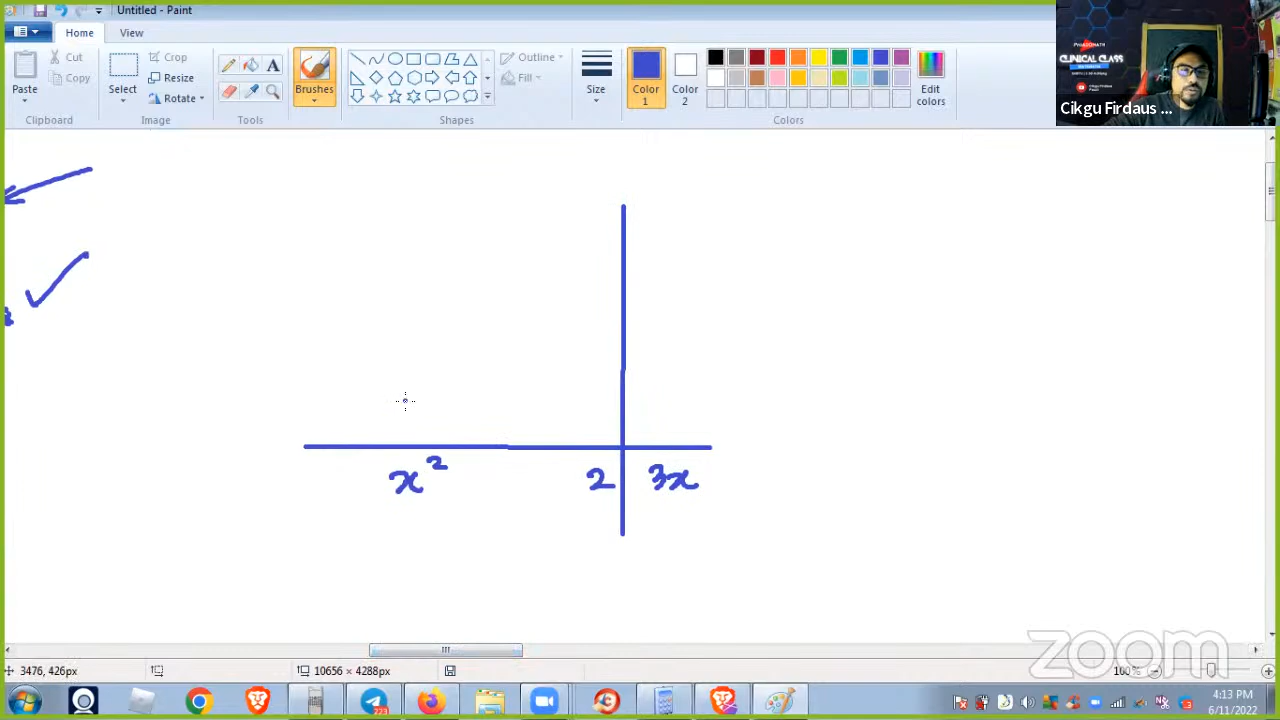 Untitled - Paint
Home View
Cut
Copy
Paste
Clipboard
Select
Crop
Resize
Rotate
Image
Tools
Brushes
Outline
Fill
Shapes
Size
Color 1
Color 2
Edit colors
Colors
CLINICAL CLASS
Cikgu Firdaus ...
x² 2 3x
zoom
3476, 426px
10656 × 4288px
100%
4:13 PM
6/11/2022